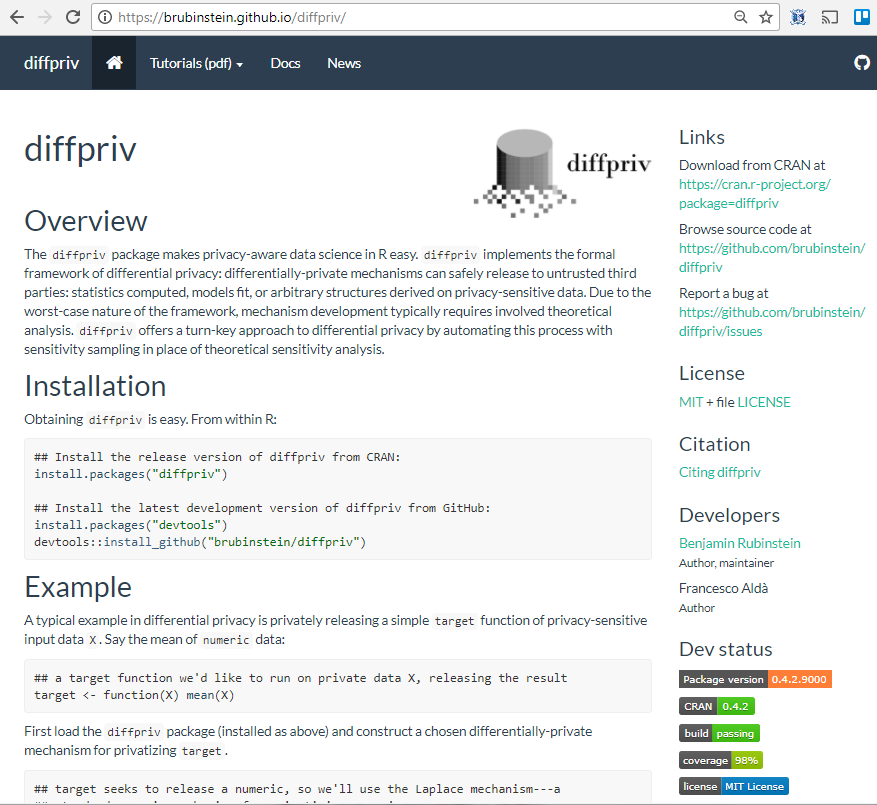 https://brubinstein.github.io/diffpriv/
diffpriv
Tutorials (pdf)
Docs
News
diffpriv
diffpriv
Overview
The diffpriv package makes privacy-aware data science in R easy. diffpriv implements the formal
framework of differential privacy: differentially-private mechanisms can safely release to untrusted third
parties: statistics computed, models fit, or arbitrary structures derived on privacy-sensitive data. Due to the
worst-case nature of the framework, mechanism development typically requires involved theoretical
analysis. diffpriv offers a turn-key approach to differential privacy by automating this process with
sensitivity sampling in place of theoretical sensitivity analysis.
Installation
Obtaining diffpriv is easy. From within R:
## Install the release version of diffpriv from CRAN:
install.packages("diffpriv")
## Install the latest development version of diffpriv from GitHub:
install.packages("devtools")
devtools::install_github("brubinstein/diffpriv")
Example
A typical example in differential privacy is privately releasing a simple target function of privacy-sensitive
input data X. Say the mean of numeric data:
## a target function we'd like to run on private data X, releasing the result
target <- function(X) mean(X)
First load the diffpriv package (installed as above) and construct a chosen differentially-private
mechanism for privatizing target.
## target seeks to release a numeric, so we'll use the Laplace mechanism---a
Links
Download from CRAN at
https://cran.r-project.org/
package=diffpriv
Browse source code at
https://github.com/brubinstein/
diffpriv
Report a bug at
https://github.com/brubinstein/
diffpriv/issues
License
MIT + file LICENSE
Citation
Citing diffpriv
Developers
Benjamin Rubinstein
Author, maintainer
Francesco Aldà
Author
Dev status
Package version 0.4.2.9000
CRAN 0.4.2
build passing
coverage 98%
license MIT License